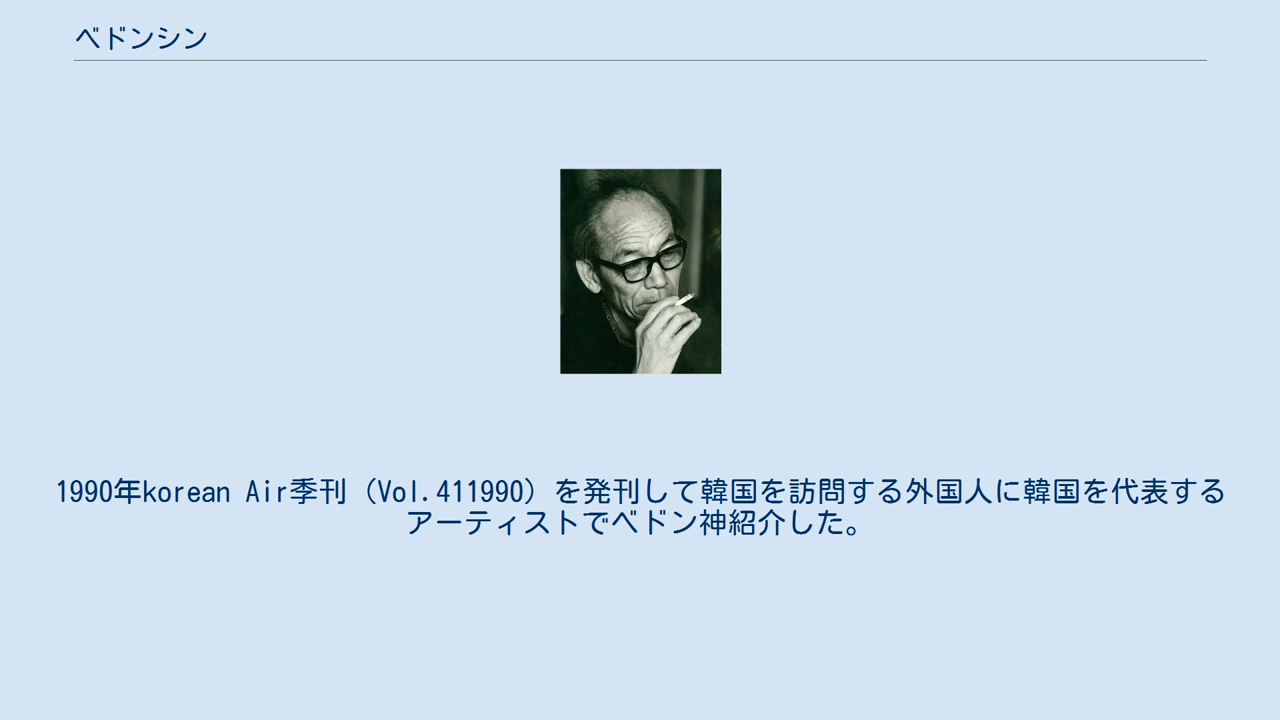 ベドンシン
1990年korean Air季刊（Vol.411990）を発刊して韓国を訪問する外国人に韓国を代表する
アーティストでベドン神紹介した。